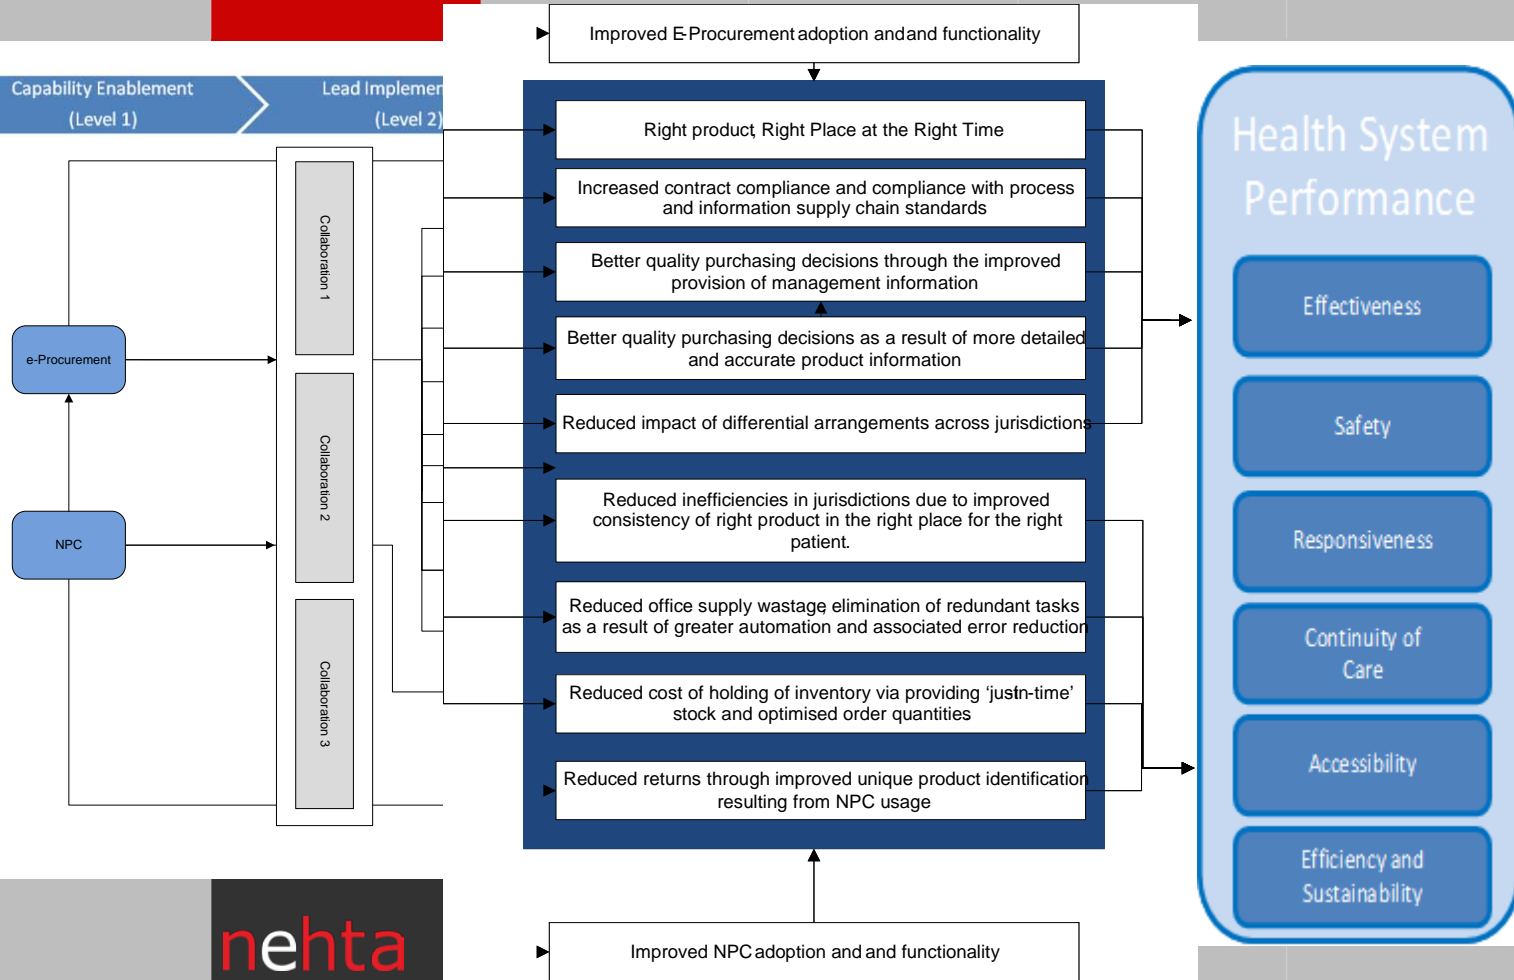 Improved E-Procurement adoption and and functionality
Capability Enablement
(Level 1)
Lead Implemen
(Level 2)
Right product, Right Place at the Right Time
Increased contract compliance and compliance with process
and information supply chain standards
Better quality purchasing decisions through the improved
provision of management information
Better quality purchasing decisions as a result of more detailed
and accurate product information
Reduced impact of differential arrangements across jurisdictions
Reduced inefficiencies in jurisdictions due to improved
consistency of right product in the right place for the right
patient.
Reduced office supply wastage, elimination of redundant tasks
as a result of greater automation and associated error reduction
Reduced cost of holding of inventory via providing ‘just-in-time’
stock and optimised order quantities
Reduced returns through improved unique product identification
resulting from NPC usage
Improved NPC adoption and and functionality
e-Procurement
NPC
Collaboration 1
Collaboration 2
Collaboration 3
Health System
Performance
Effectiveness
Safety
Responsiveness
Continuity of
Care
Accessibility
Efficiency and
Sustainability
nehta